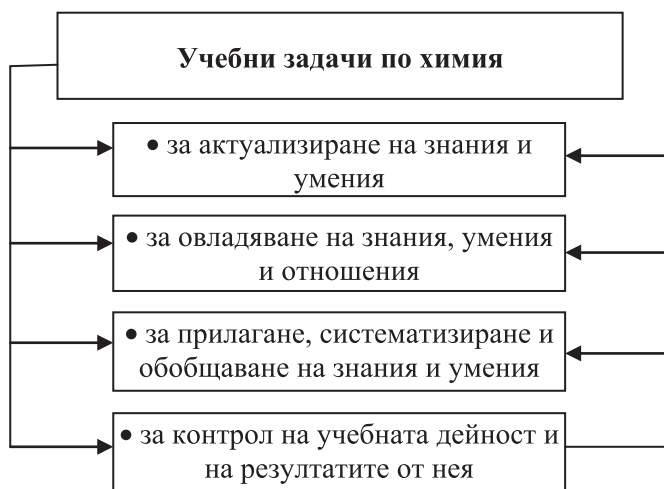 Учебни задачи по химия
• за актуализиране на знания и
умения
• за овладяване на знания, умения
и отношения
• за прилагане, систематизиране и
обобщаване на знания и умения
• за контрол на учебната дейност и
на резултатите от нея